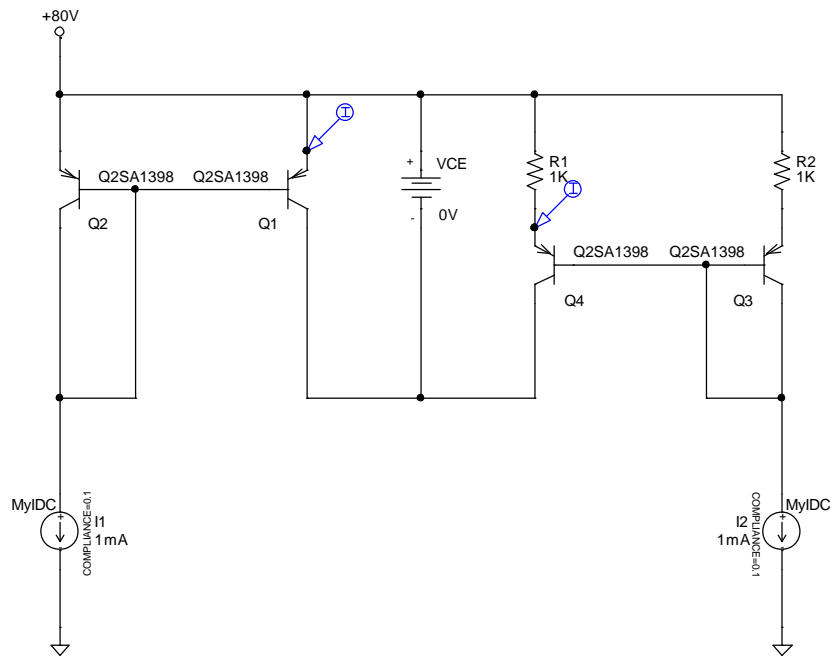 +80V
I
VCE
+
-
0V
R1
1K
R2
1K
I
Q2SA1398
Q2SA1398
Q2
Q1
Q2SA1398
Q2SA1398
Q4
Q3
MyIDC
+
-
I1
1mA
COMPLIANCE=0.1
MyIDC
+
-
I2
1mA
COMPLIANCE=0.1